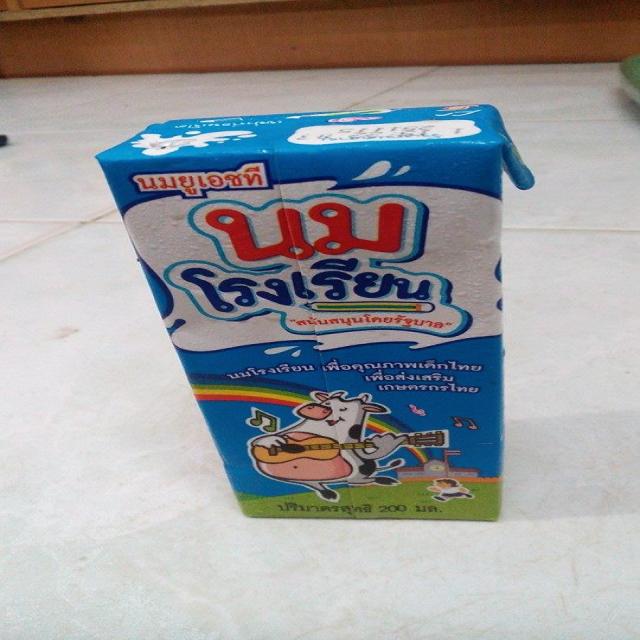 นมยูเอชที
นม
โรงเรียน
"สนับสนุนโดยรัฐบาล"
นมโรงเรียน เพื่อคุณภาพเด็กไทย
เพื่อส่งเสริม
เกษตรกรไทย
ปริมาตรสุทธิ 200 มล.